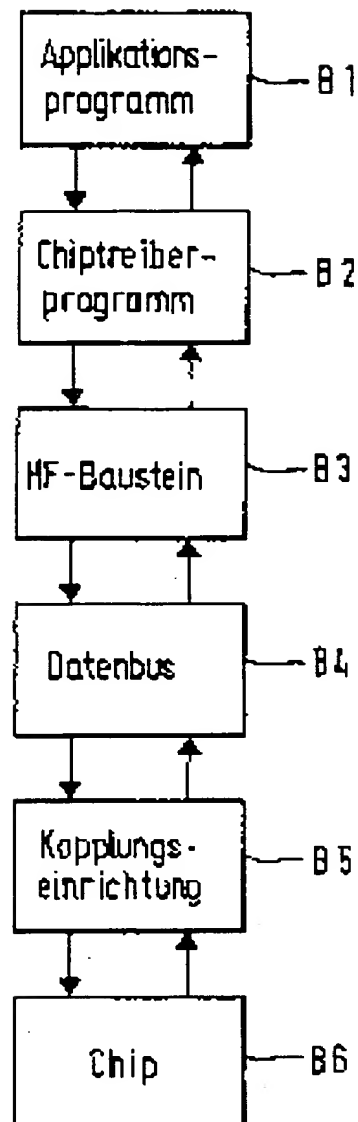 Applikations-
programm
B1
Chiptreiber-
programm
B2
HF-Baustein
B3
Datenbus
B4
Kopplungs-
einrichtung
B5
Chip
B6